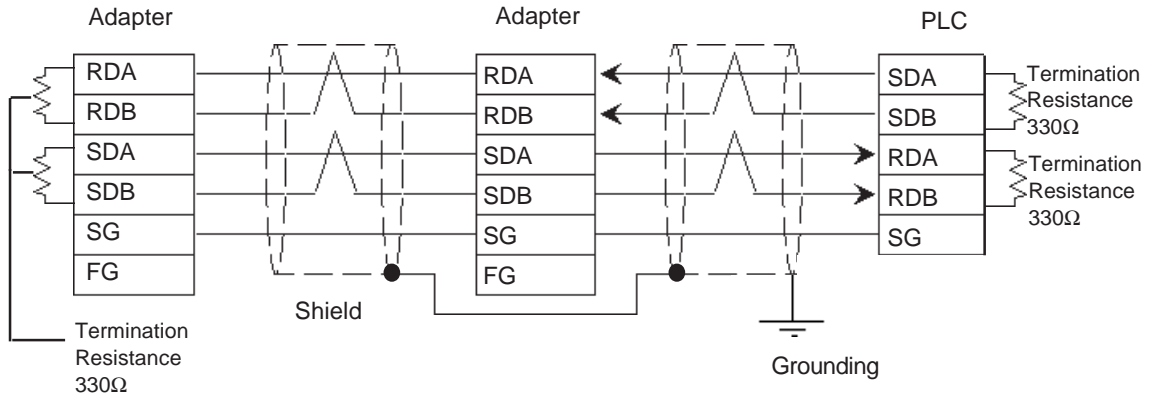 Adapter
Adapter
PLC
RDA
RDB
SDA
SDB
SG
FG
RDA
RDB
SDA
SDB
SG
FG
SDA
SDB
RDA
RDB
SG
Termination
Resistance
330Ω
Termination
Resistance
330Ω
Shield
Termination
Resistance
330Ω
Grounding